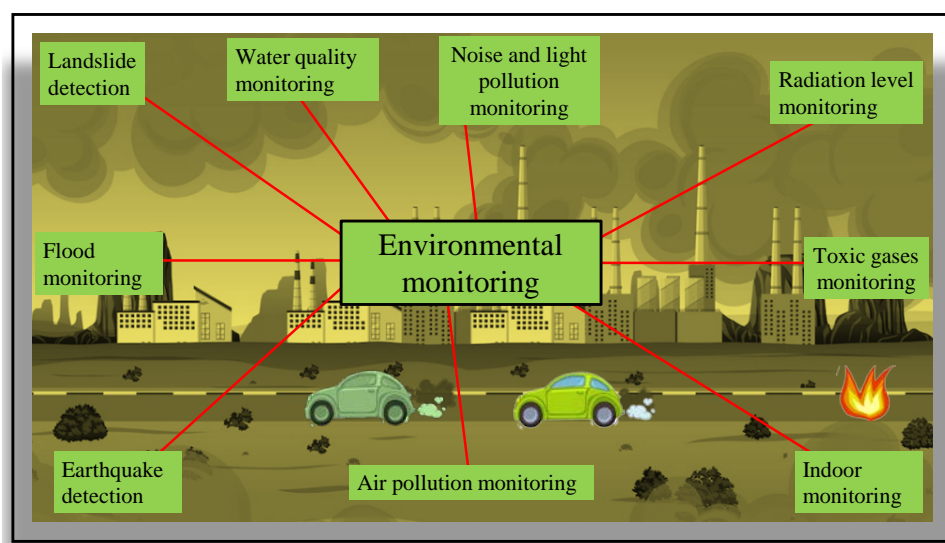 Landslide
detection
Water quality
monitoring
Noise and light
pollution
monitoring
Radiation level
monitoring
Environmental
monitoring
Flood
monitoring
Toxic gases
monitoring
Earthquake
detection
Air pollution monitoring
Indoor
monitoring